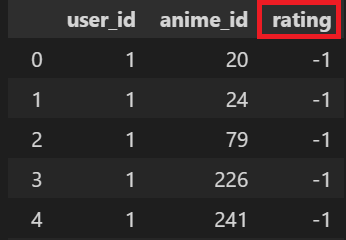 user_id anime_id rating
0 1 20 -1
1 1 24 -1
2 1 79 -1
3 1 226 -1
4 1 241 -1